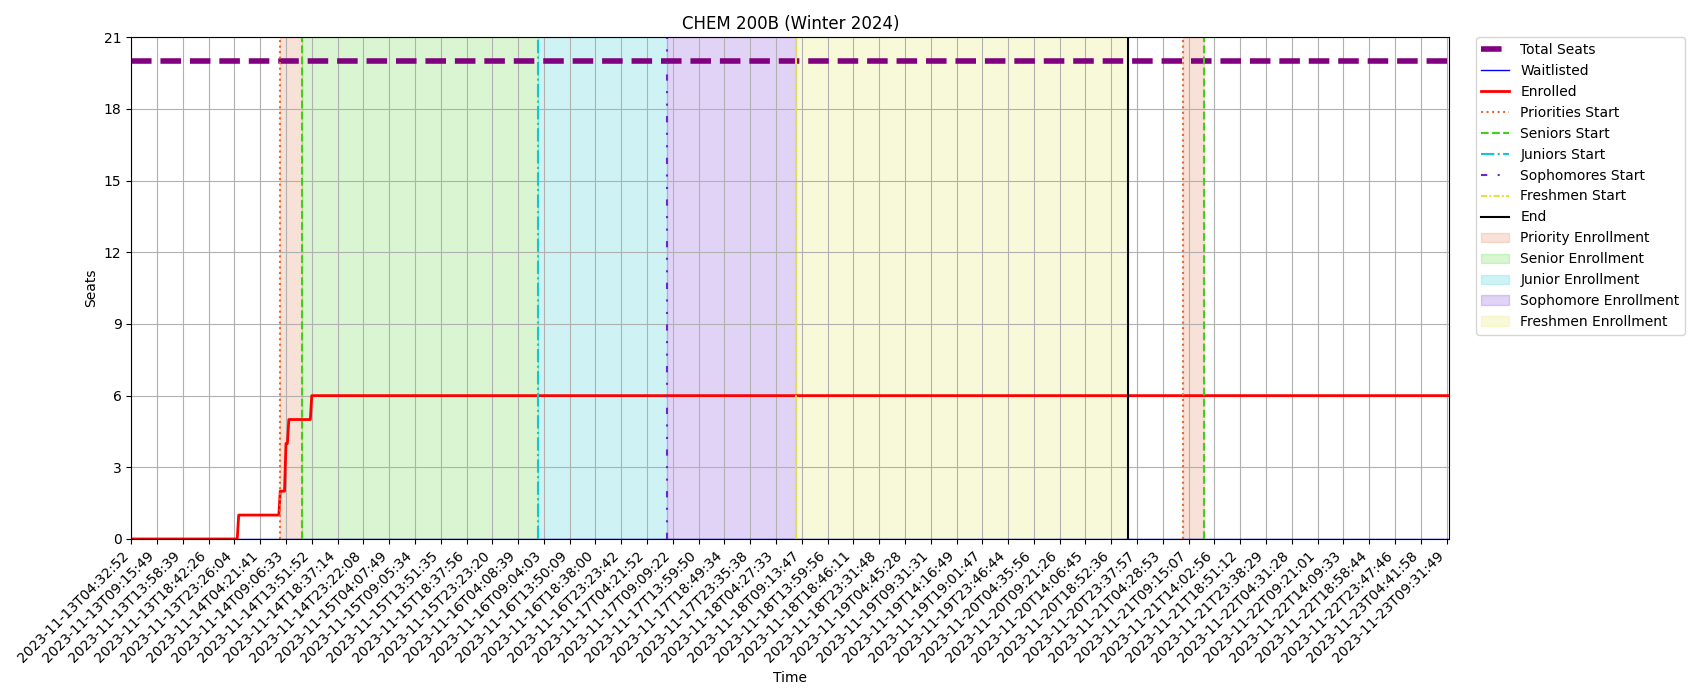 CHEM 200B (Winter 2024)
21
18
15
12
9
6
3
0
Seats
2023-11-13T04:32:52
2023-11-13T09:15:49
2023-11-13T13:58:39
2023-11-13T18:42:26
2023-11-13T23:26:04
2023-11-14T04:21:41
2023-11-14T09:06:33
2023-11-14T13:51:52
2023-11-14T18:37:14
2023-11-14T23:22:08
2023-11-15T04:07:49
2023-11-15T09:05:34
2023-11-15T13:51:35
2023-11-15T18:37:56
2023-11-15T23:23:20
2023-11-16T04:08:39
2023-11-16T09:04:03
2023-11-16T13:50:09
2023-11-16T18:38:00
2023-11-16T23:23:42
2023-11-17T04:21:52
2023-11-17T09:09:22
2023-11-17T13:59:50
2023-11-17T18:49:34
2023-11-17T23:35:38
2023-11-18T04:27:33
2023-11-18T09:13:47
2023-11-18T13:59:56
2023-11-18T18:46:11
2023-11-18T23:31:48
2023-11-19T04:45:28
2023-11-19T09:31:31
2023-11-19T14:16:49
2023-11-19T19:01:47
2023-11-19T23:46:44
2023-11-20T04:35:56
2023-11-20T09:21:26
2023-11-20T14:06:45
2023-11-20T18:52:36
2023-11-20T23:37:57
2023-11-21T04:28:53
2023-11-21T09:15:07
2023-11-21T14:02:56
2023-11-21T18:51:12
2023-11-21T23:38:29
2023-11-22T04:31:28
2023-11-22T09:21:01
2023-11-22T14:09:33
2023-11-22T18:58:44
2023-11-22T23:47:46
2023-11-23T04:41:58
2023-11-23T09:31:49
Time
Total Seats
Waitlisted
Enrolled
Priorities Start
Seniors Start
Juniors Start
Sophomores Start
Freshmen Start
End
Priority Enrollment
Senior Enrollment
Junior Enrollment
Sophomore Enrollment
Freshmen Enrollment